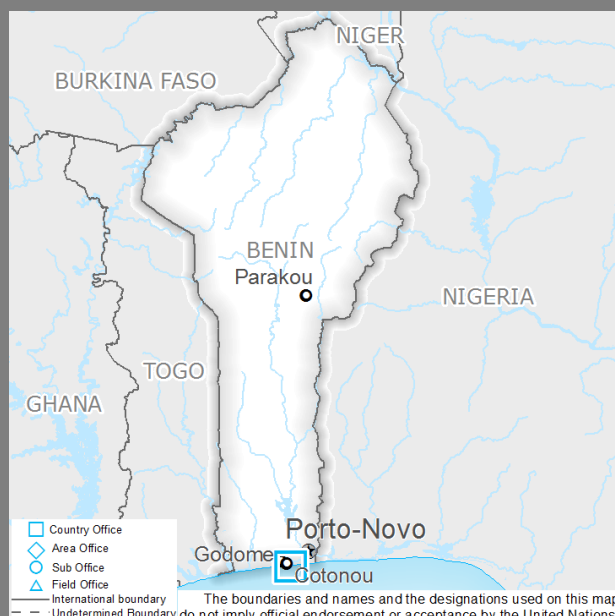 NIGER
BURKINA FASO
BENIN
Parakou
NIGERIA
TOGO
GHANA
Porto-Novo
Godome
Cotonou
Country Office
Area Office
Sub Office
Field Office
International boundary
Undetermined Boundary
The boundaries and names and the designations used on this map
do not imply official endorsement or acceptance by the United Nations